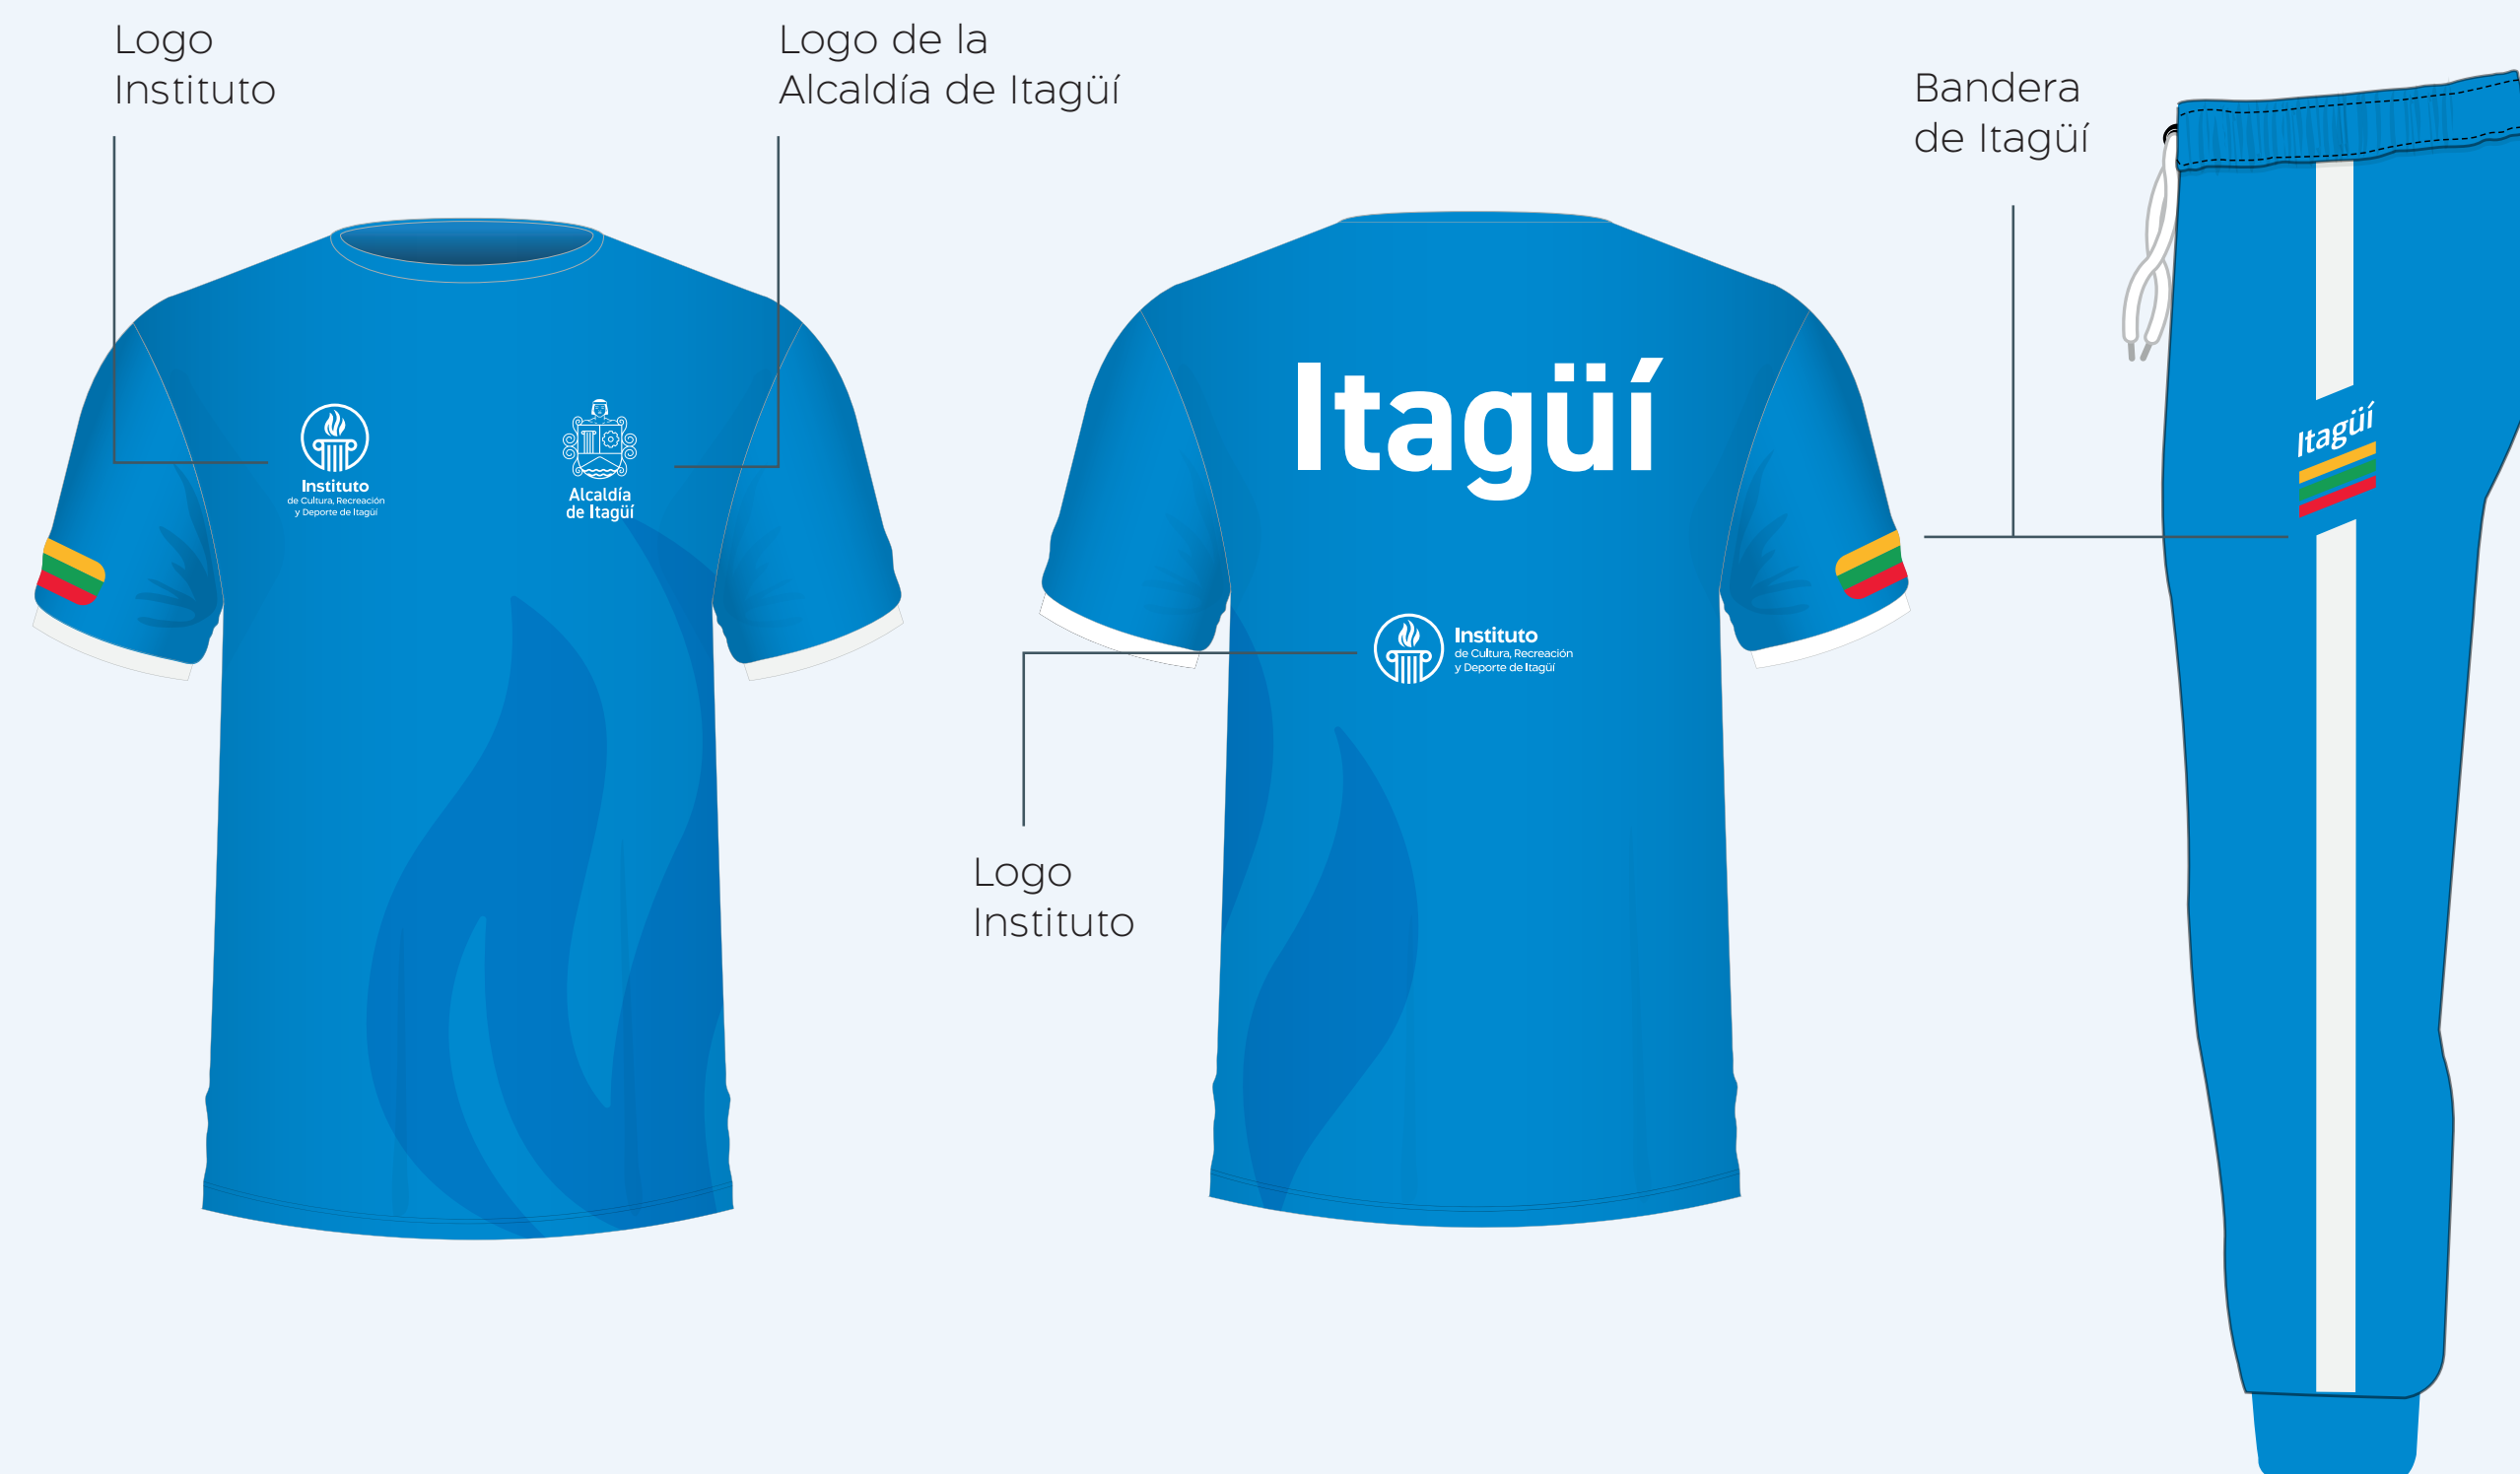 Logo
Instituto
Logo de la
Alcaldía de Itagüí
Bandera
de Itagüí
Instituto
de Cultura, Recreación
y Deporte de Itagüí
Alcaldía
de Itagüí
Itagüí
Instituto
de Cultura, Recreación
y Deporte de Itagüí
Itagüí
Logo
Instituto